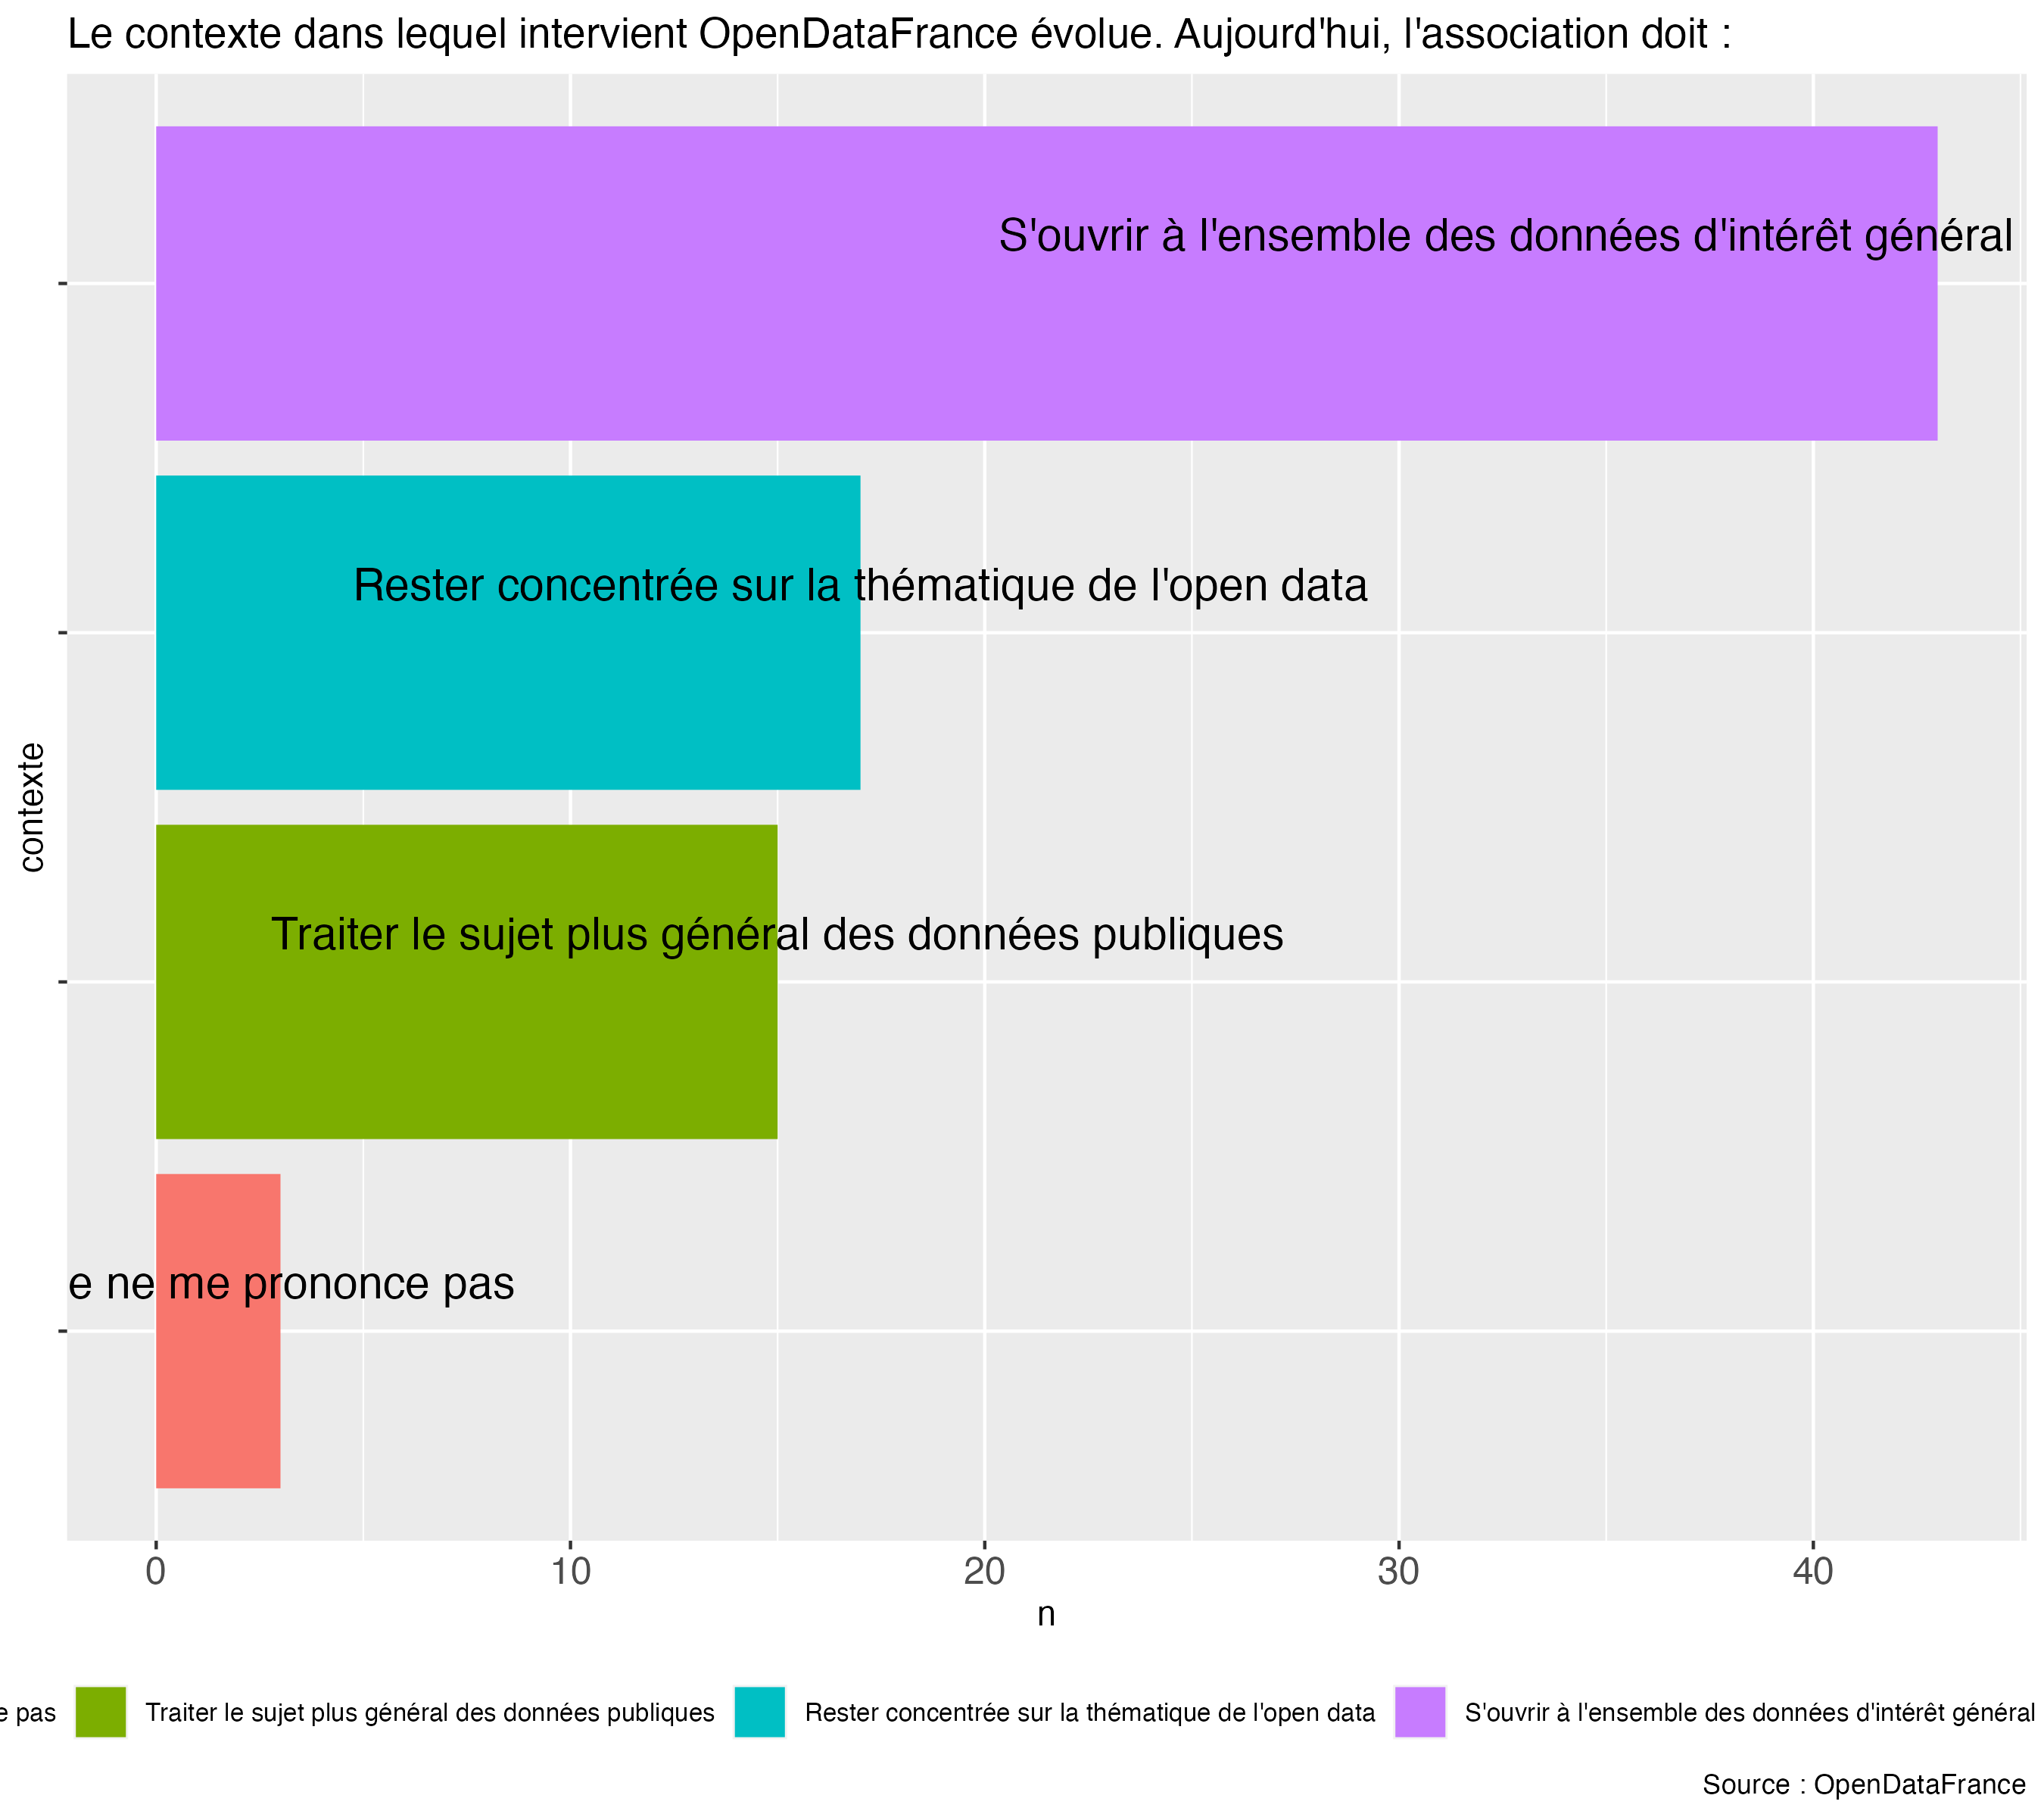 Le contexte dans lequel intervient OpenDataFrance évolue. Aujourd'hui, l'association doit :
S'ouvrir à l'ensemble des données d'intérêt général
Rester concentrée sur la thématique de l'open data
contexte
Traiter le sujet plus général des données publiques
e ne me prononce pas
0 10 20 30 40
n
e pas Traiter le sujet plus général des données publiques Rester concentrée sur la thématique de l'open data S'ouvrir à l'ensemble des données d'intérêt général
Source : OpenDataFrance